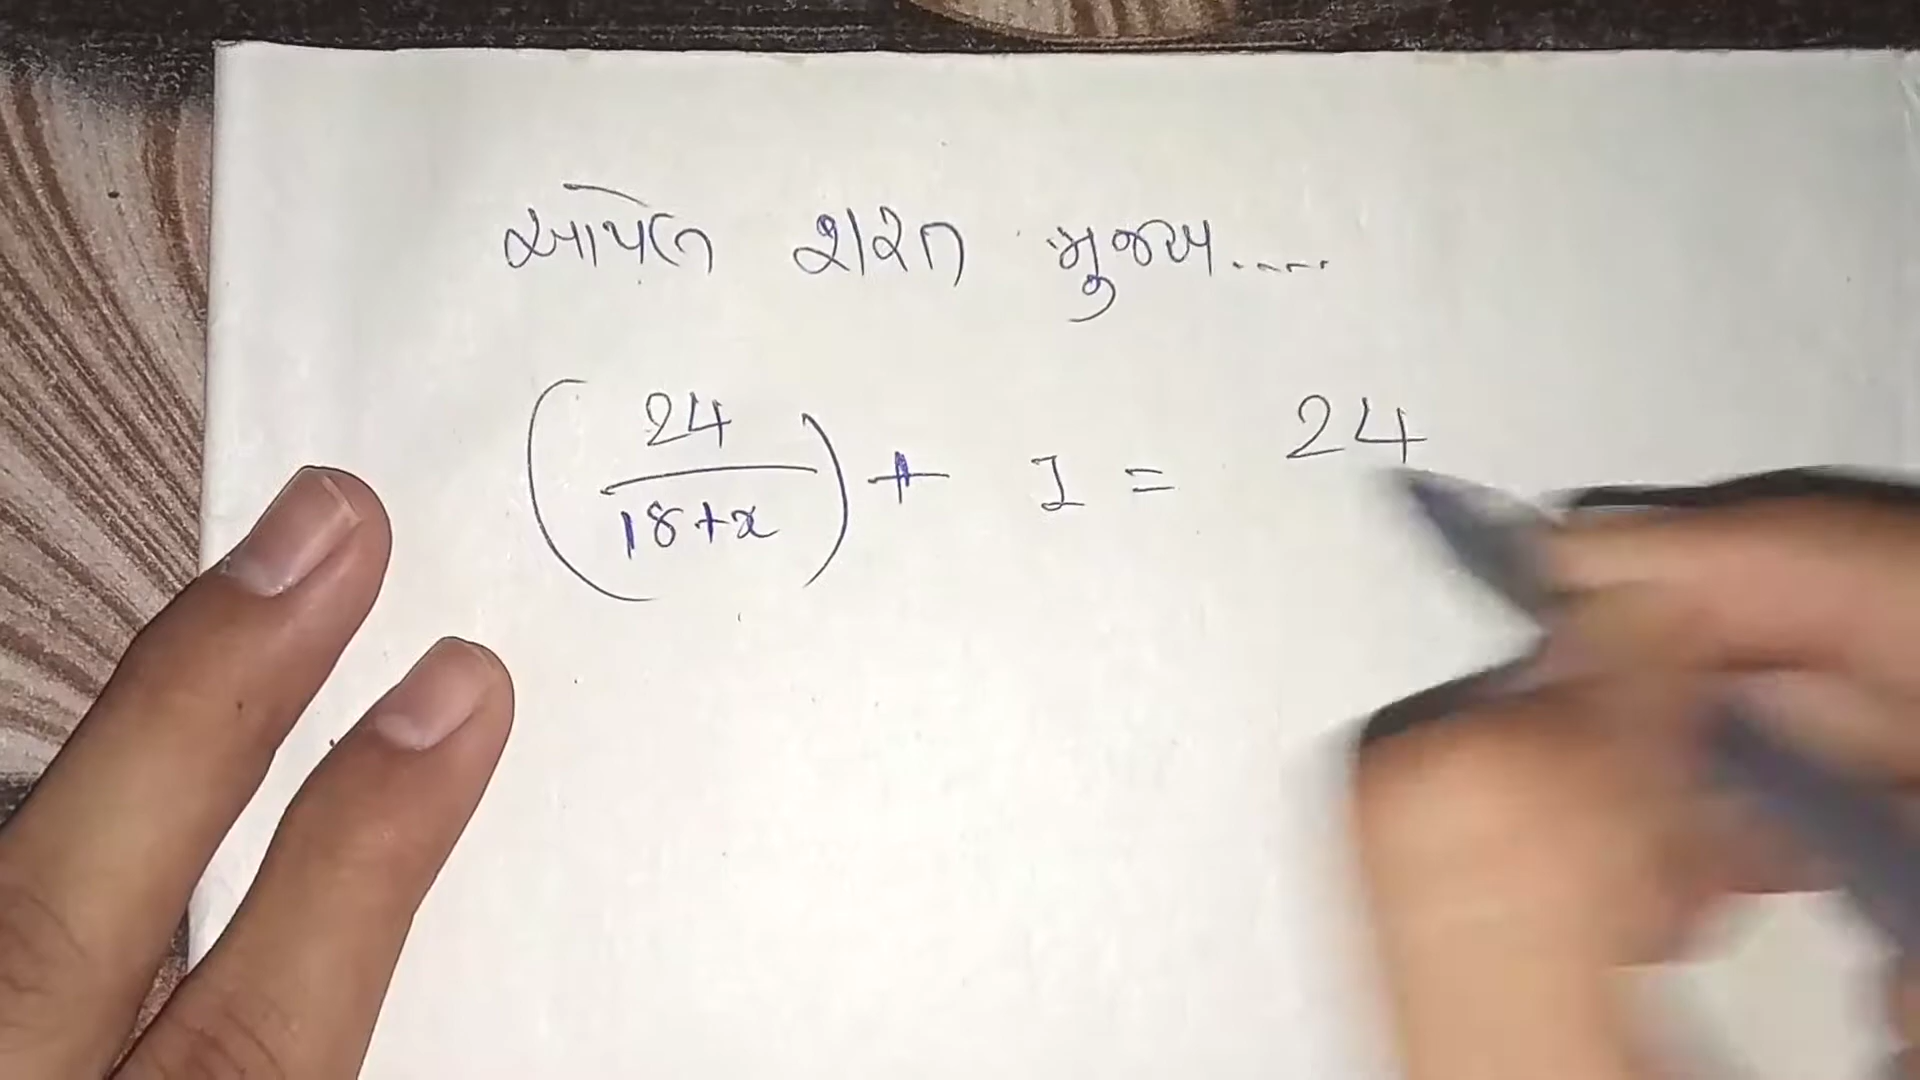 આપેલ શરત મુજબ.....
(24/18+x) + 1 = 24